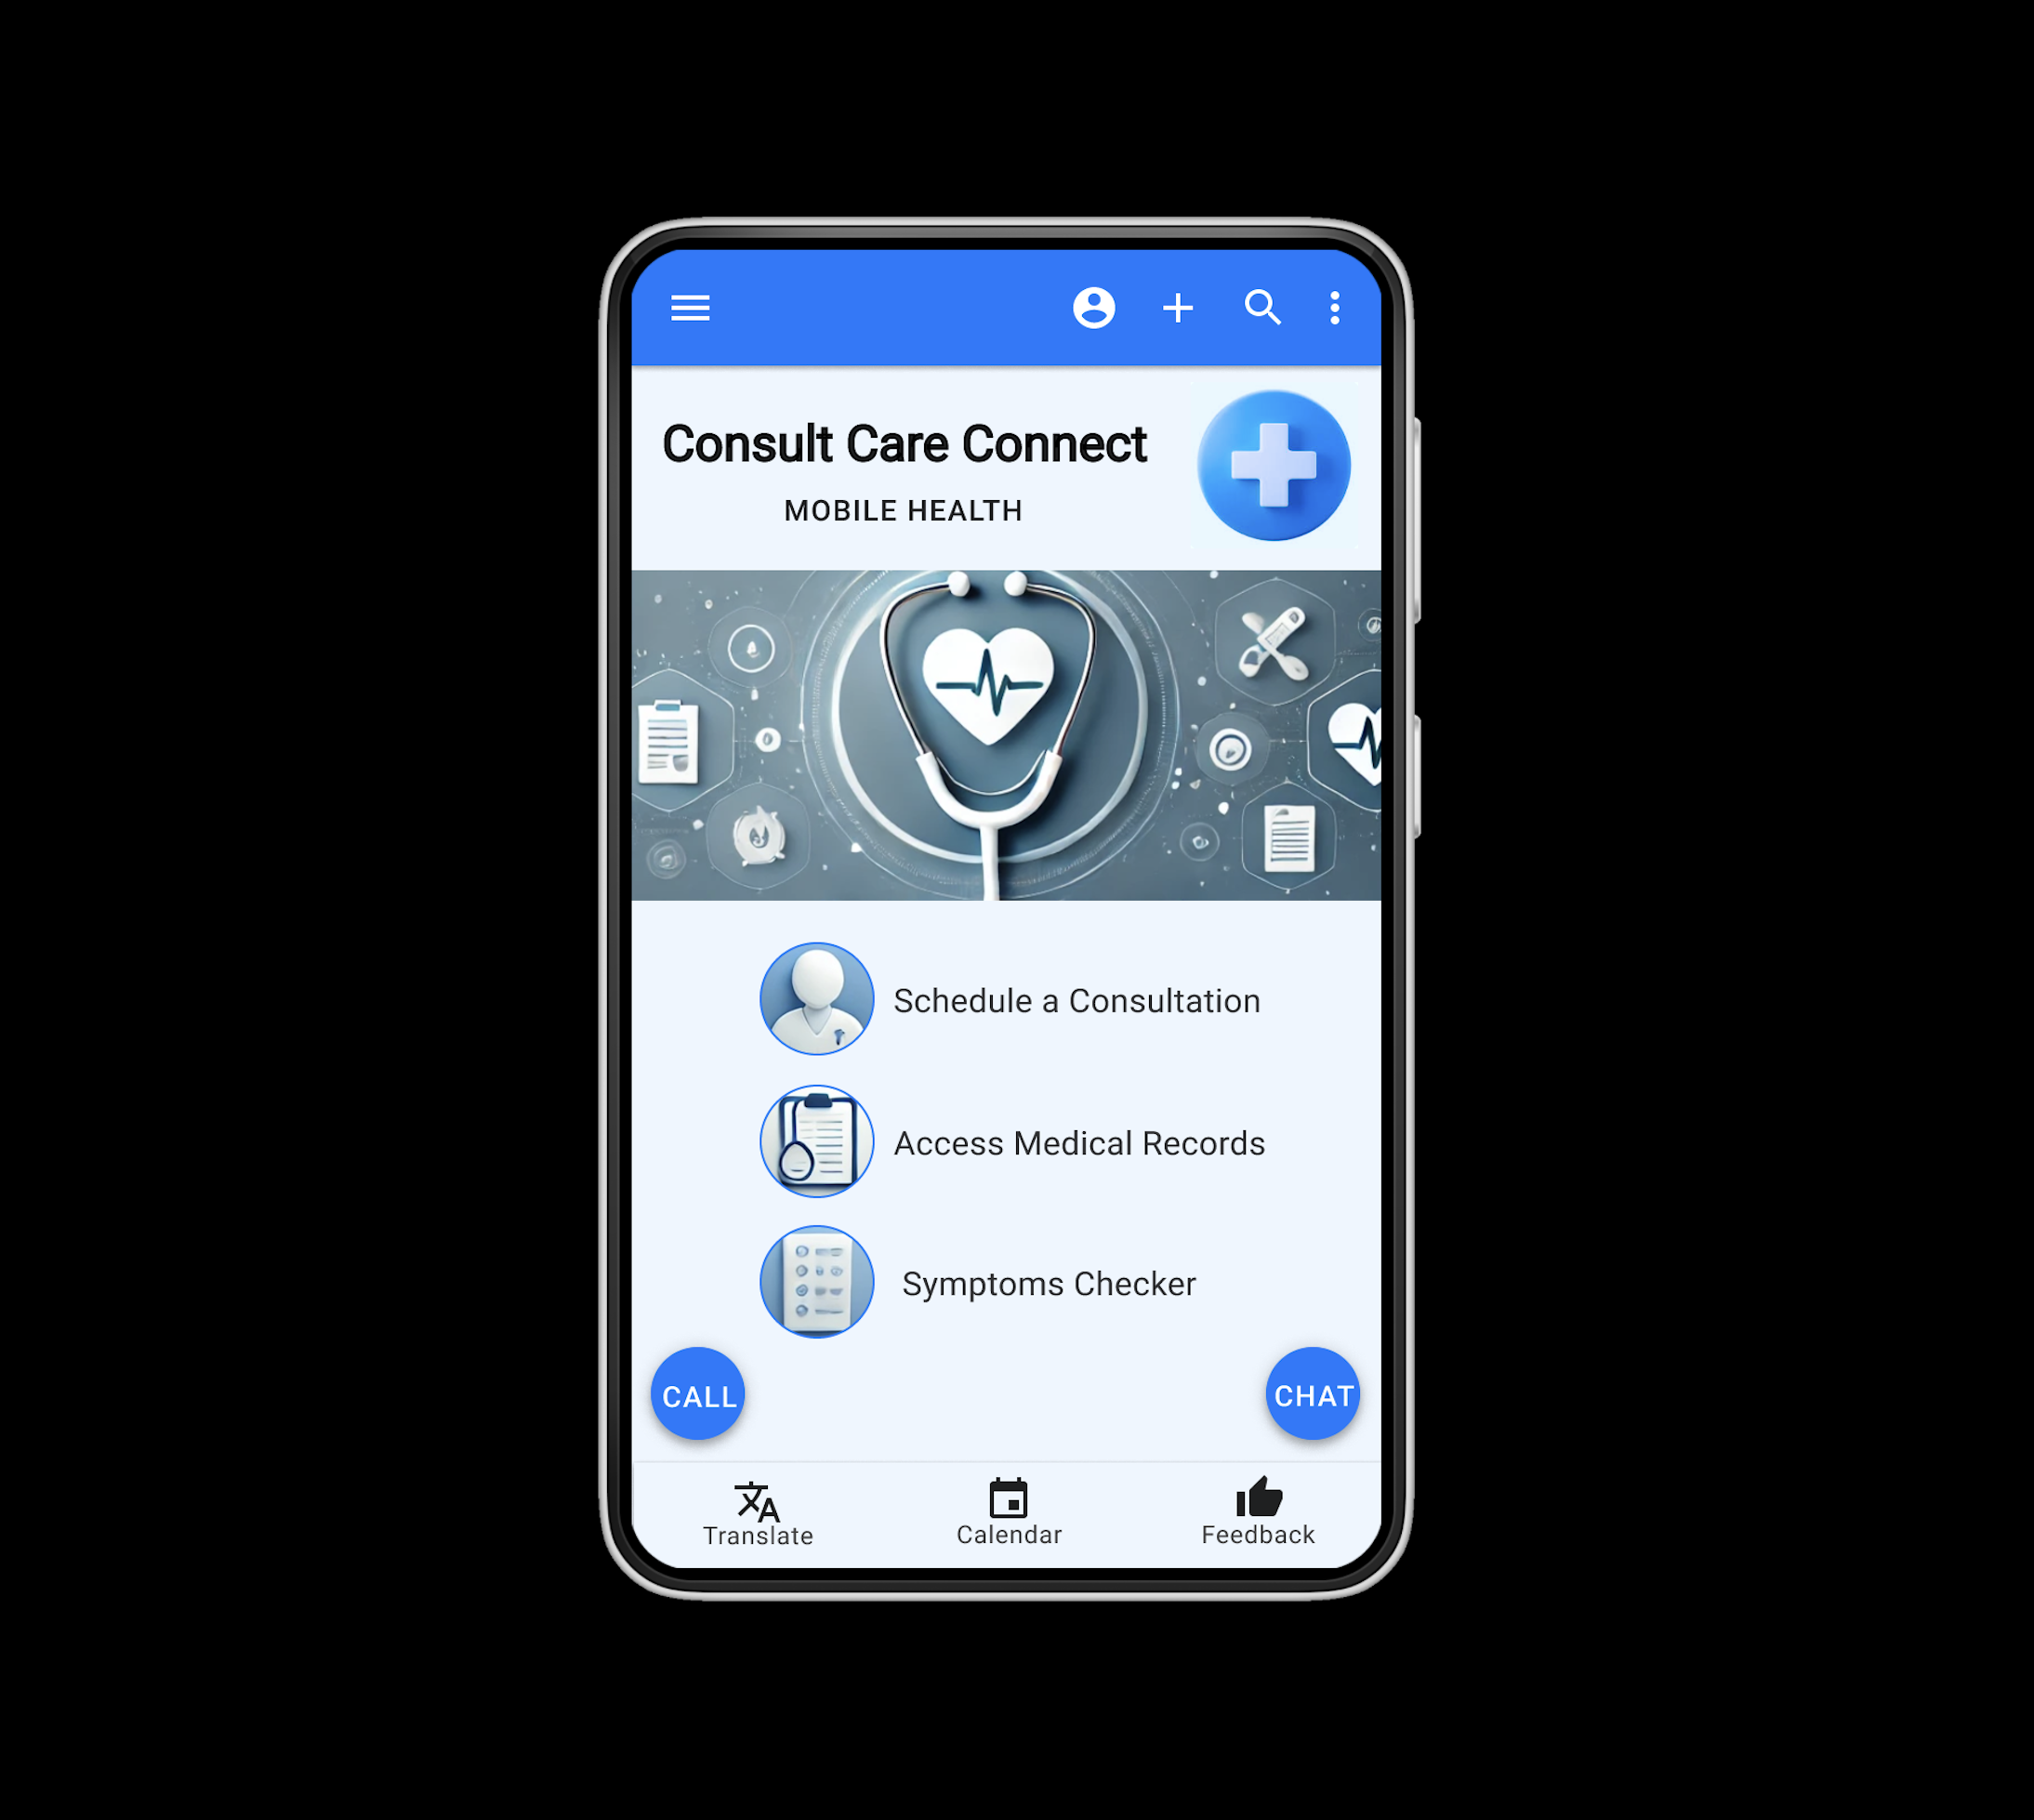 Consult Care Connect
MOBILE HEALTH
Schedule a Consultation
Access Medical Records
Symptoms Checker
CALL
CHAT
Translate
Calendar
Feedback